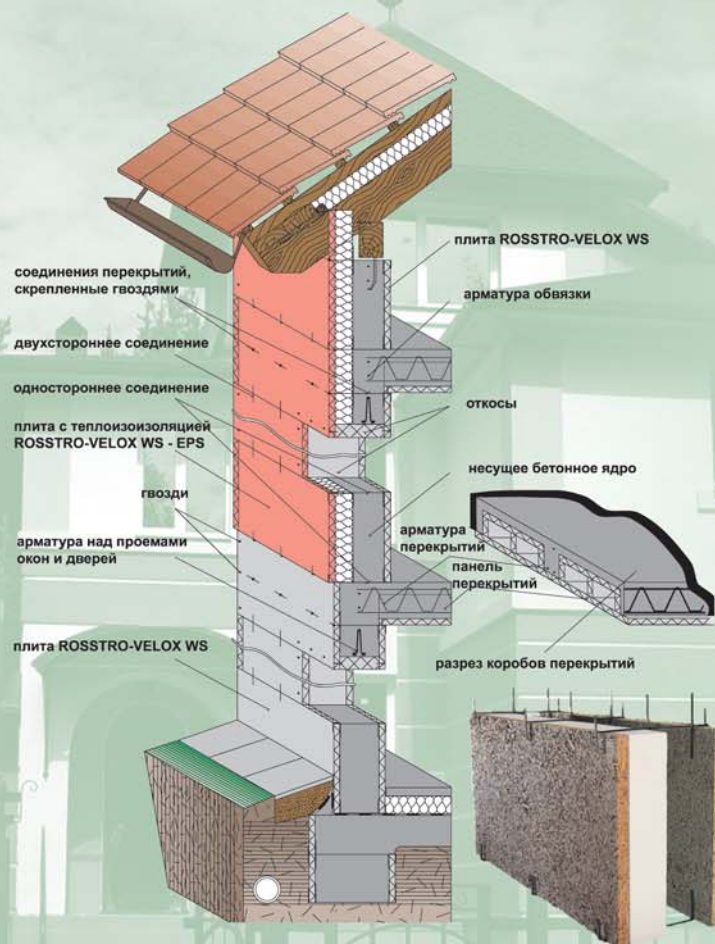 соединения перекрытий,
скрепленные гвоздями
двухстороннее соединение
одностороннее соединение
плита с теплоизоизоляцией
ROSSTRO-VELOX WS - EPS
гвозди
арматура над проемами
окон и дверей
плита ROSSTRO-VELOX WS
плита ROSSTRO-VELOX WS
арматура обвязки
откосы
несущее бетонное ядро
арматура
перекрытий
панель
перекрытий
разрез коробов перекрытий